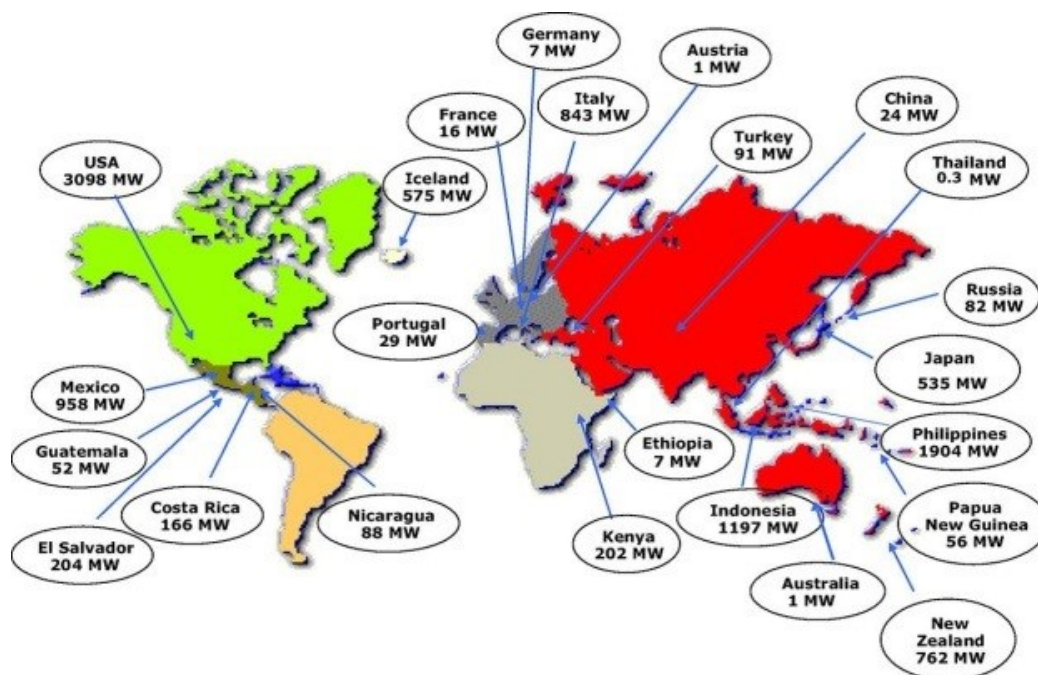 Germany
7 MW
Austria
1 MW
Italy
843 MW
France
16 MW
China
24 MW
Turkey
91 MW
USA
3098 MW
Iceland
575 MW
Thailand
0.3 MW
Russia
82 MW
Portugal
29 MW
Japan
535 MW
Mexico
958 MW
Philippines
1904 MW
Guatemala
52 MW
Ethiopia
7 MW
Costa Rica
166 MW
Nicaragua
88 MW
Indonesia
1197 MW
Papua
New Guinea
56 MW
Kenya
202 MW
El Salvador
204 MW
Australia
1 MW
New
Zealand
762 MW